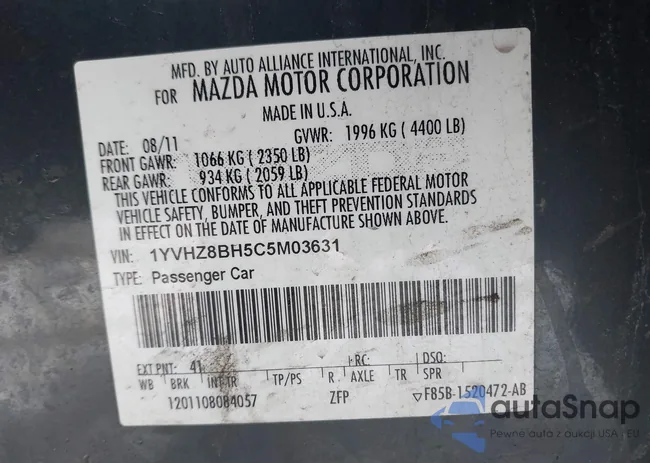 MFD. BY AUTO ALLIANCE INTERNATIONAL, INC.
FOR MAZDA MOTOR CORPORATION
MADE IN U.S.A.
DATE: 08/11 GVWR: 1996 KG ( 4400 LB)
FRONT GAWR: 1066 KG ( 2350 LB)
REAR GAWR: 934 KG ( 2059 LB)
THIS VEHICLE CONFORMS TO ALL APPLICABLE FEDERAL MOTOR
VEHICLE SAFETY, BUMPER, AND THEFT PREVENTION STANDARDS
IN EFFECT ON THE DATE OF MANUFACTURE SHOWN ABOVE.
VIN: 1YVHZ8BH5C5M03631
TYPE: Passenger Car
EXT PNT: 41 RC: DSO:
WB BRK INT TR TP/PS R AXLE TR SPR
1201108084057 ZFP ▽F85B-1520472-AB
autoSnap
Pewne auta z aukcji USA i EU